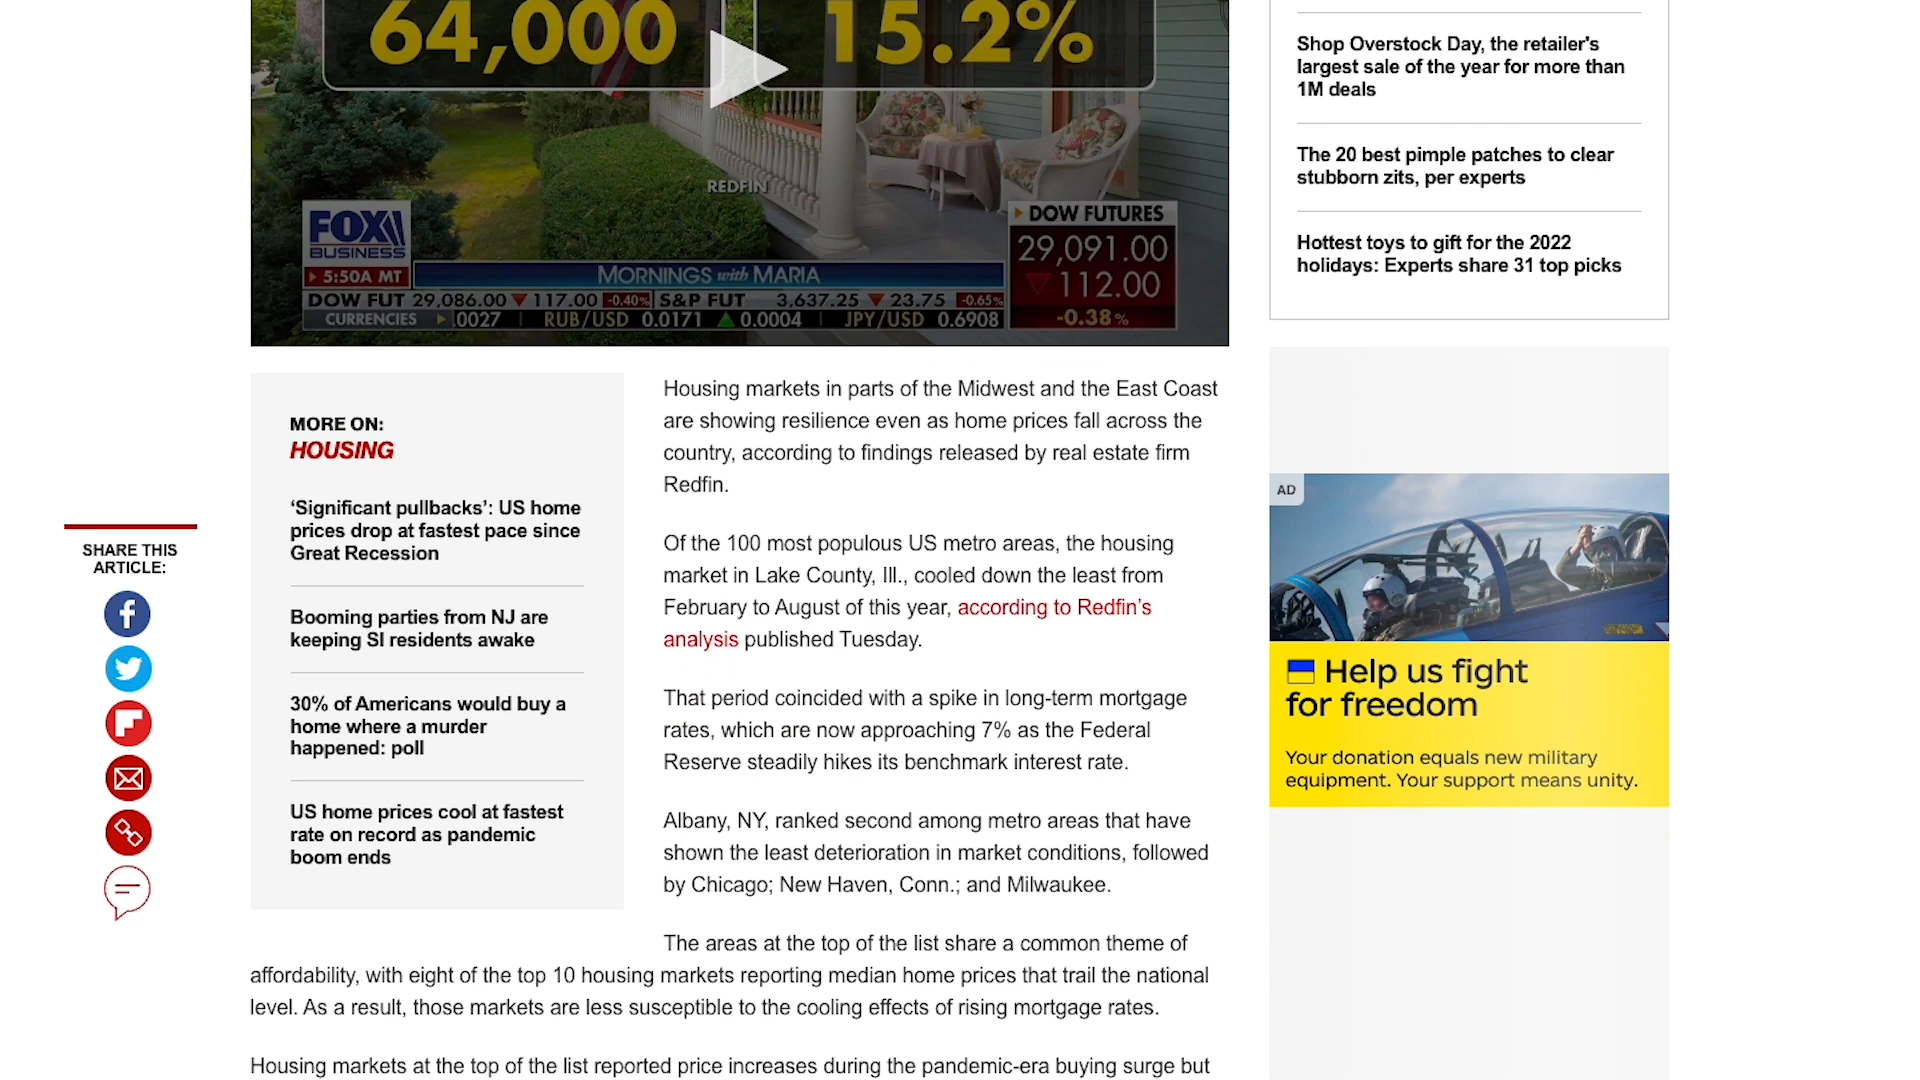 64,000
15.2%
REDFIN
FOX
BUSINESS
5:50A MT
MORNINGS with MARIA
DOW FUT 29,086.00 ▼ 117.00 -0.40% S&P FUT 3,637.25 ▼ 23.75 -0.65%
CURRENCIES .0027 RUB/USD 0.0171 ▲ 0.0004 JPY/USD 0.6908
DOW FUTURES
29,091.00
▼ 112.00
-0.38%
SHARE THIS
ARTICLE:
MORE ON:
HOUSING
‘Significant pullbacks’: US home
prices drop at fastest pace since
Great Recession
Booming parties from NJ are
keeping SI residents awake
30% of Americans would buy a
home where a murder
happened: poll
US home prices cool at fastest
rate on record as pandemic
boom ends
Housing markets in parts of the Midwest and the East Coast
are showing resilience even as home prices fall across the
country, according to findings released by real estate firm
Redfin.
Of the 100 most populous US metro areas, the housing
market in Lake County, Ill., cooled down the least from
February to August of this year, according to Redfin’s
analysis published Tuesday.
That period coincided with a spike in long-term mortgage
rates, which are now approaching 7% as the Federal
Reserve steadily hikes its benchmark interest rate.
Albany, NY, ranked second among metro areas that have
shown the least deterioration in market conditions, followed
by Chicago; New Haven, Conn.; and Milwaukee.
The areas at the top of the list share a common theme of
affordability, with eight of the top 10 housing markets reporting median home prices that trail the national
level. As a result, those markets are less susceptible to the cooling effects of rising mortgage rates.
Housing markets at the top of the list reported price increases during the pandemic-era buying surge but
Shop Overstock Day, the retailer's
largest sale of the year for more than
1M deals
The 20 best pimple patches to clear
stubborn zits, per experts
Hottest toys to gift for the 2022
holidays: Experts share 31 top picks
AD
Help us fight
for freedom
Your donation equals new military
equipment. Your support means unity.